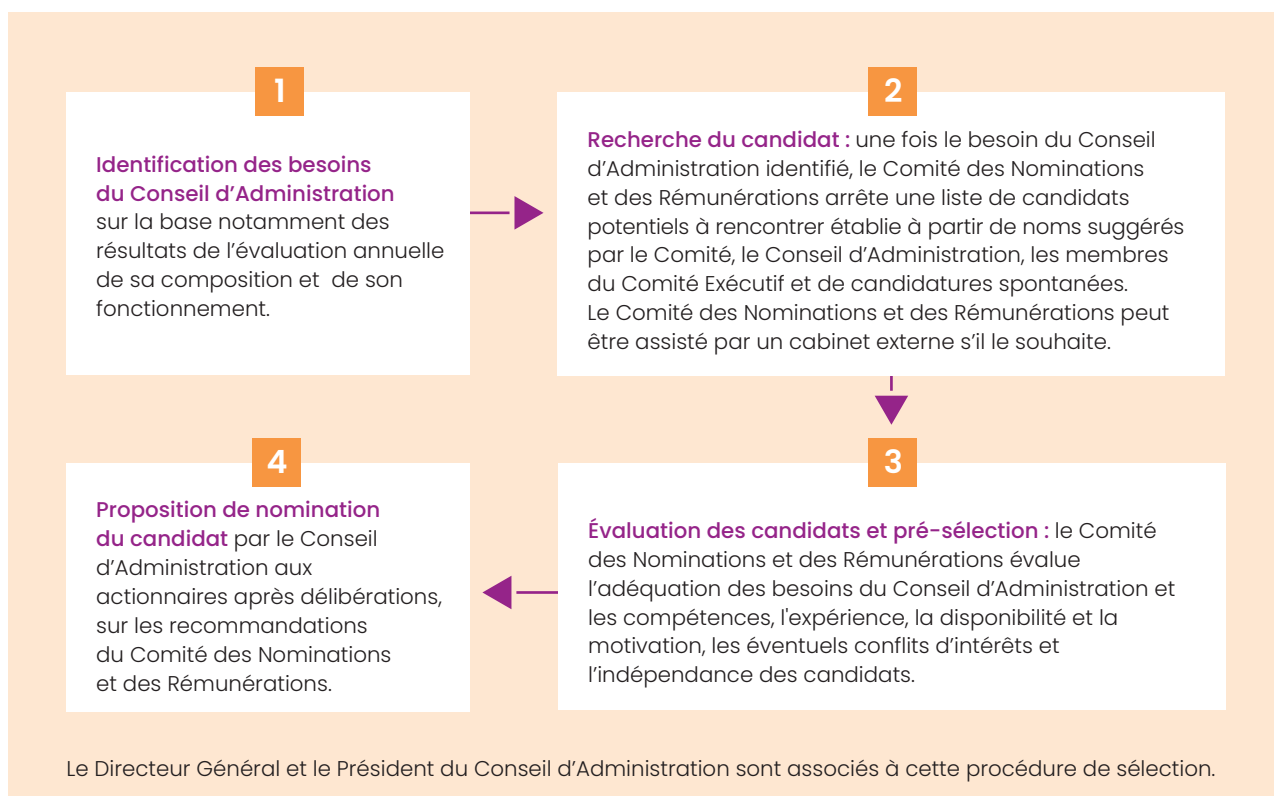 1
Identification des besoins
du Conseil d’Administration
sur la base notamment des
résultats de l’évaluation annuelle
de sa composition et  de son
fonctionnement.
2
Recherche du candidat : une fois le besoin du Conseil
d’Administration identifié, le Comité des Nominations
et des Rémunérations arrête une liste de candidats
potentiels à rencontrer établie à partir de noms suggérés
par le Comité, le Conseil d’Administration, les membres
du Comité Exécutif et de candidatures spontanées.
Le Comité des Nominations et des Rémunérations peut
être assisté par un cabinet externe s’il le souhaite.
3
Évaluation des candidats et pré-sélection : le Comité
des Nominations et des Rémunérations évalue
l’adéquation des besoins du Conseil d’Administration et
les compétences, l'expérience, la disponibilité et la
motivation, les éventuels conflits d’intérêts et
l’indépendance des candidats.
4
Proposition de nomination
du candidat par le Conseil
d’Administration aux
actionnaires après délibérations,
sur les recommandations
du Comité des Nominations
et des Rémunérations.
Le Directeur Général et le Président du Conseil d’Administration sont associés à cette procédure de sélection.